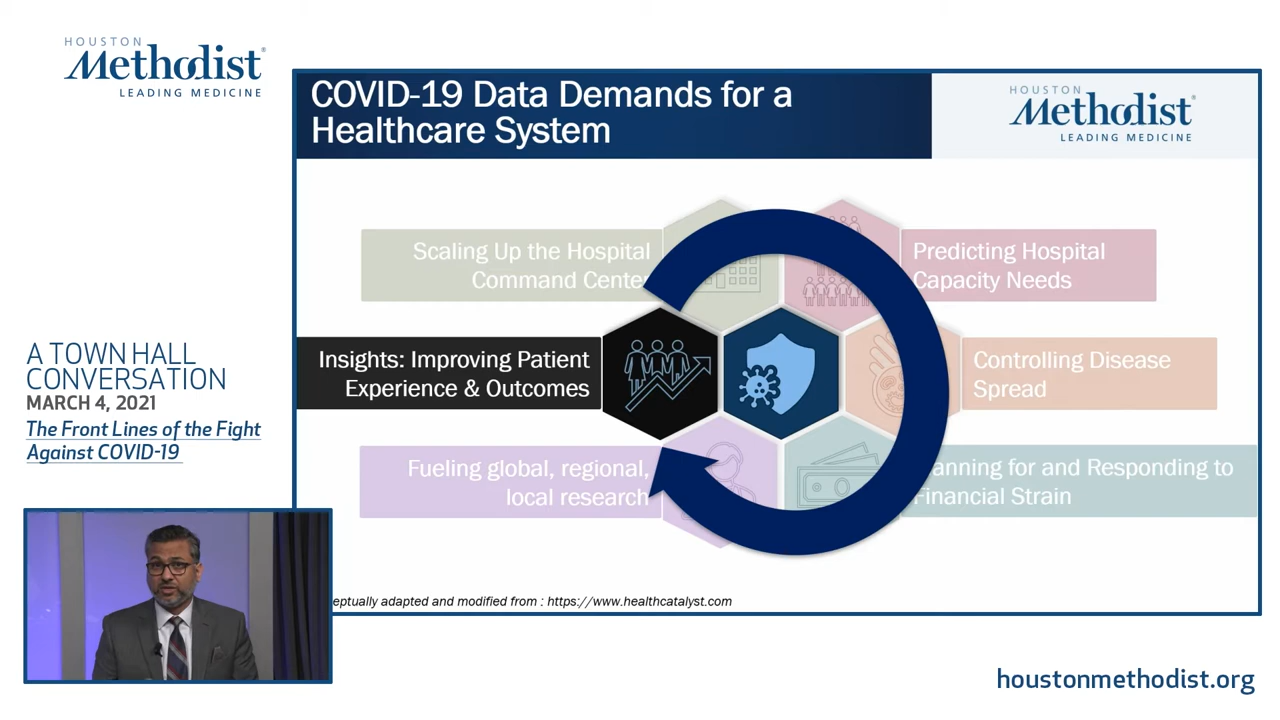 HOUSTON
Methodist
LEADING MEDICINE
COVID-19 Data Demands for a
Healthcare System
HOUSTON
Methodist
LEADING MEDICINE
Scaling Up the Hospital
Command Center
Predicting Hospital
Capacity Needs
Insights: Improving Patient
Experience & Outcomes
Controlling Disease
Spread
Fueling global, regional,
local research
anning for and Responding to
Financial Strain
eptually adapted and modified from : https://www.healthcatalyst.com
A TOWN HALL
CONVERSATION
MARCH 4, 2021
The Front Lines of the Fight
Against COVID-19
houstonmethodist.org